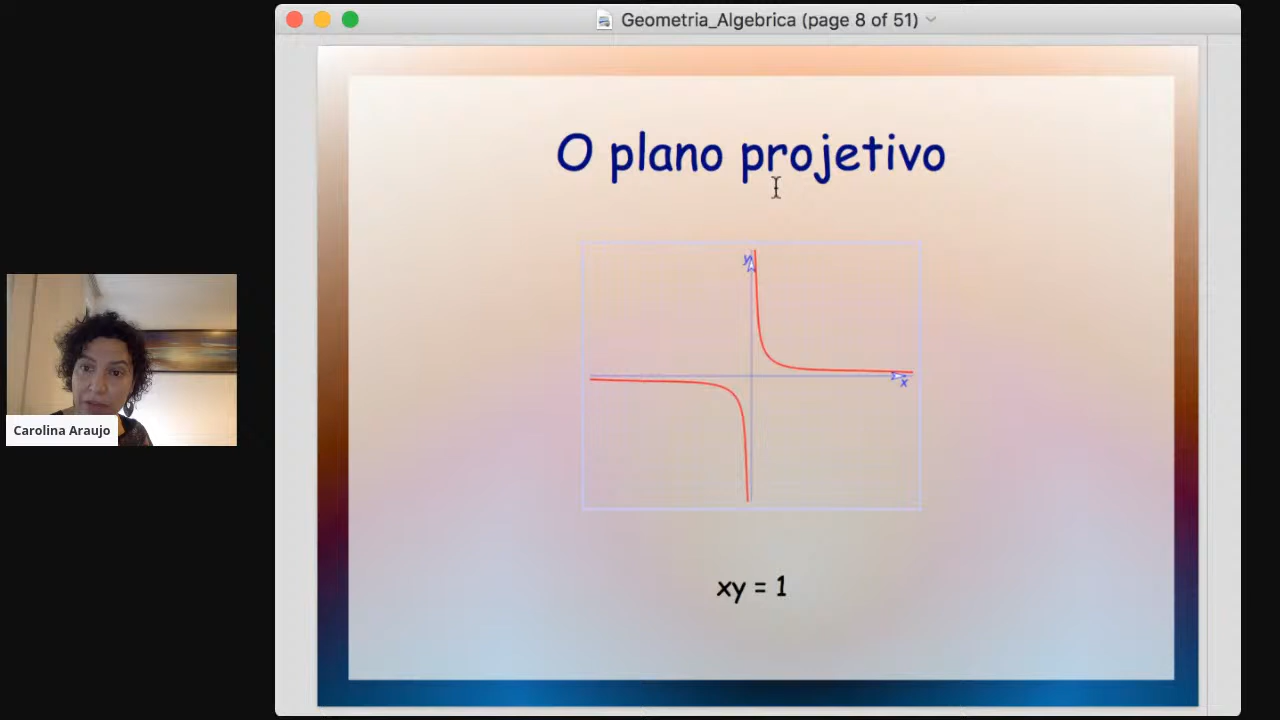 Geometria_Algebrica (page 8 of 51)
O plano projetivo
y
x
xy = 1
Carolina Araujo